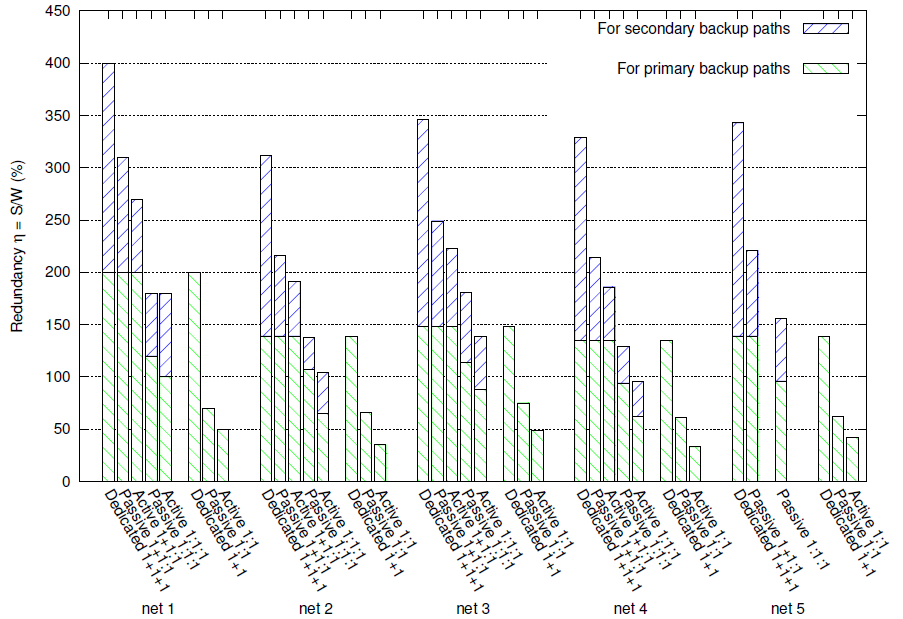 450
400
350
300
250
200
150
100
50
0
Redundancy η = S/W (%)
For secondary backup paths
For primary backup paths
Dedicated 1+1+1
Passive 1+1:1
Active 1+1:1
Passive 1:1:1
Active 1:1:1
Dedicated 1+1
Passive 1:1
Active 1:1
Dedicated 1+1+1
Passive 1+1:1
Active 1+1:1
Passive 1:1:1
Active 1:1:1
Dedicated 1+1
Passive 1:1
Active 1:1
Dedicated 1+1+1
Passive 1+1:1
Active 1+1:1
Passive 1:1:1
Active 1:1:1
Dedicated 1+1
Passive 1:1
Active 1:1
Dedicated 1+1+1
Passive 1+1:1
Active 1+1:1
Passive 1:1:1
Active 1:1:1
Dedicated 1+1
Passive 1:1
Active 1:1
Dedicated 1+1+1
Passive 1+1:1
Passive 1:1:1
Dedicated 1+1
Passive 1:1
Active 1:1
net 1
net 2
net 3
net 4
net 5